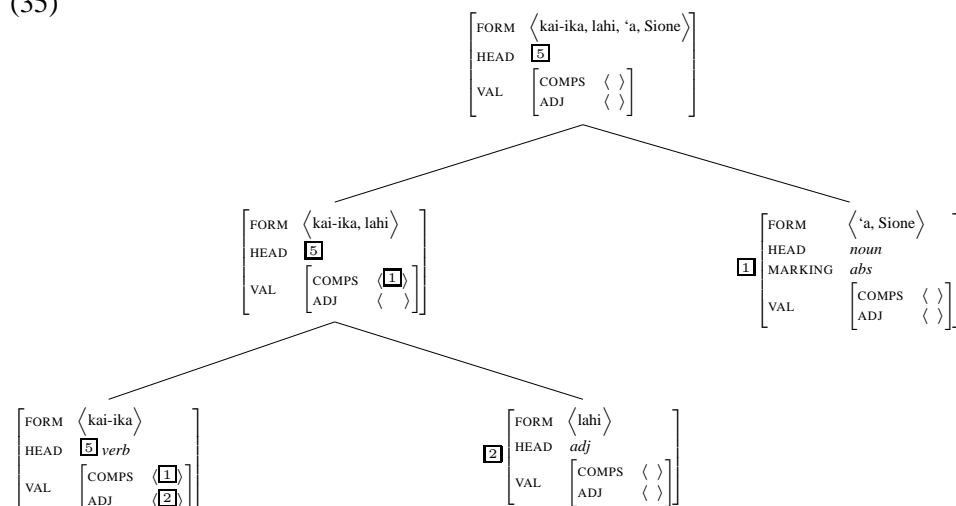 (35)
FORM ⟨kai-ika, lahi, ‘a, Sione⟩
HEAD 5
VAL [COMPS ⟨ ⟩
ADJ ⟨ ⟩]
FORM ⟨kai-ika, lahi⟩
HEAD 5
VAL [COMPS ⟨1⟩
ADJ ⟨ ⟩]
1
FORM ⟨‘a, Sione⟩
HEAD noun
MARKING abs
VAL [COMPS ⟨ ⟩
ADJ ⟨ ⟩]
FORM ⟨kai-ika⟩
HEAD 5 verb
VAL [COMPS ⟨1⟩
ADJ ⟨2⟩]
2
FORM ⟨lahi⟩
HEAD adj
VAL [COMPS ⟨ ⟩
ADJ ⟨ ⟩]